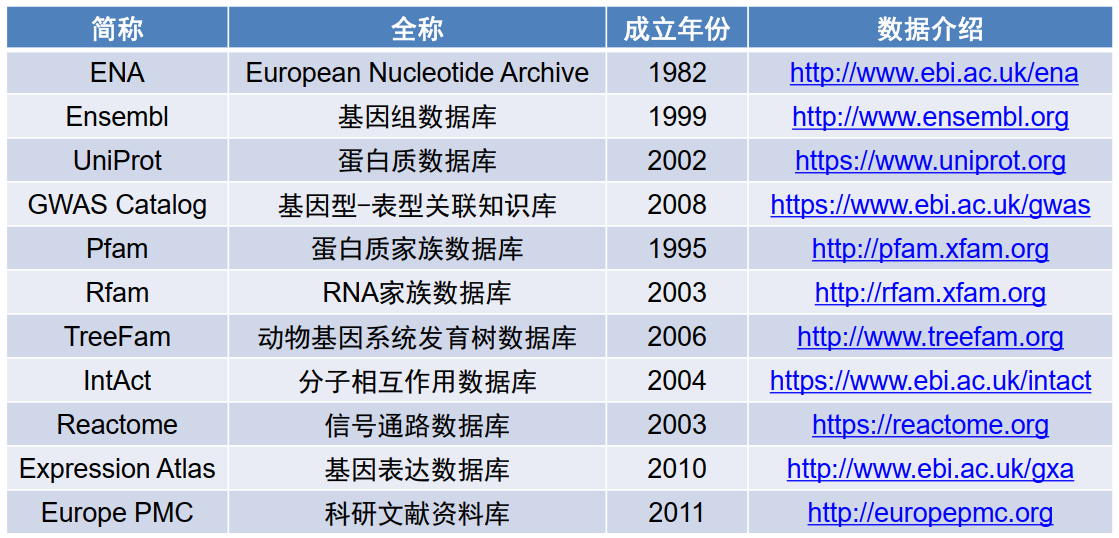 简称 全称 成立年份 数据介绍
ENA European Nucleotide Archive 1982 http://www.ebi.ac.uk/ena
Ensembl 基因组数据库 1999 http://www.ensembl.org
UniProt 蛋白质数据库 2002 https://www.uniprot.org
GWAS Catalog 基因型-表型关联知识库 2008 https://www.ebi.ac.uk/gwas
Pfam 蛋白质家族数据库 1995 http://pfam.xfam.org
Rfam RNA家族数据库 2003 http://rfam.xfam.org
TreeFam 动物基因系统发育树数据库 2006 http://www.treefam.org
IntAct 分子相互作用数据库 2004 https://www.ebi.ac.uk/intact
Reactome 信号通路数据库 2003 https://reactome.org
Expression Atlas 基因表达数据库 2010 http://www.ebi.ac.uk/gxa
Europe PMC 科研文献资料库 2011 http://europepmc.org